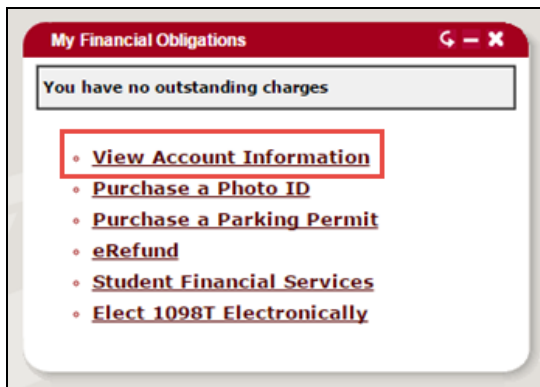 My Financial Obligations
You have no outstanding charges
View Account Information
Purchase a Photo ID
Purchase a Parking Permit
eRefund
Student Financial Services
Elect 1098T Electronically